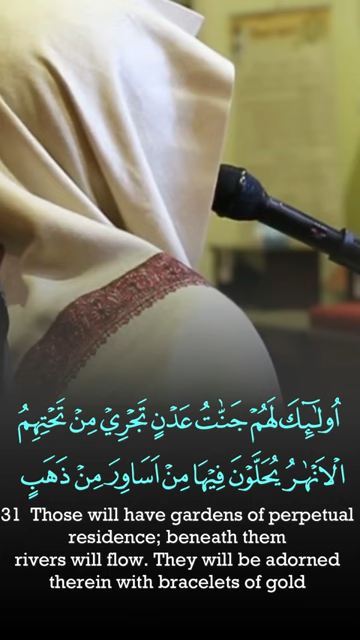 اُولٰٓئِكَ لَهُمْ جَنّٰتُ عَدْنٍ تَجْرِيْ مِنْ تَحْتِهِمُ
الْاَنْهٰرُ يُحَلَّوْنَ فِيْهَا مِنْ اَسَاوِرَ مِنْ ذَهَبٍ
31 Those will have gardens of perpetual
residence; beneath them
rivers will flow. They will be adorned
therein with bracelets of gold